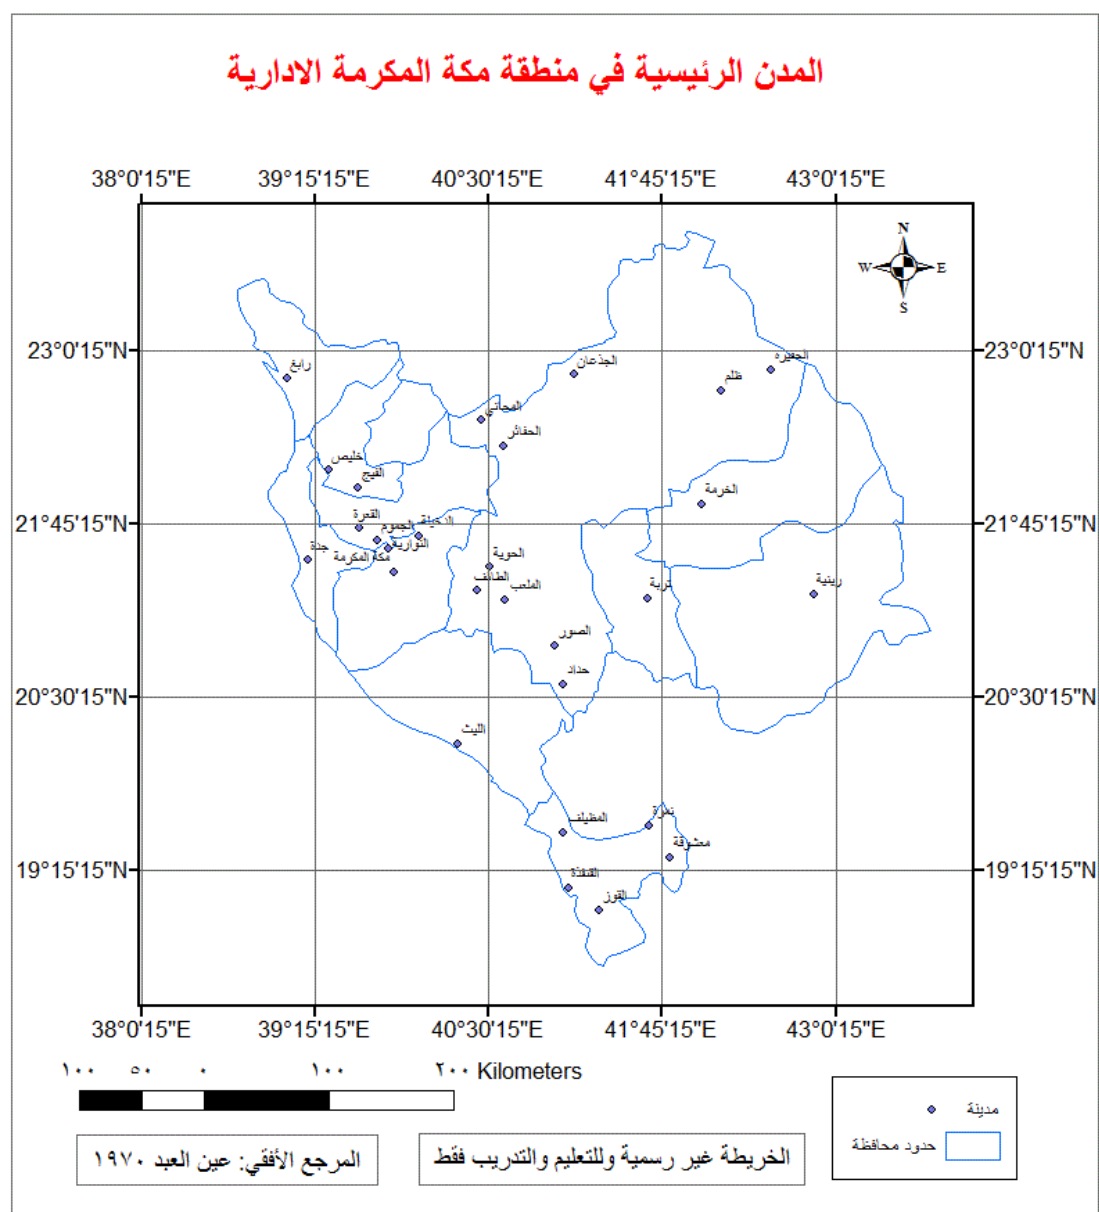 المدن الرئيسية في منطقة مكة المكرمة الادارية
38°0'15"E 39°15'15"E 40°30'15"E 41°45'15"E 43°0'15"E
N
W E
S
23°0'15"N 23°0'15"N
رابغ
الجذعان
ظلم
المحاني
الحفائر
خليص
الخرمة
21°45'15"N 21°45'15"N
القعرة
الجموم
النوارية
جدة
مكة المكرمة
الحوية
الطائف
الملعب
تربة
رينية
الصور
حداد
20°30'15"N 20°30'15"N
الليث
المظيلف
نمرة
معشوقة
19°15'15"N 19°15'15"N
القنفذة
القوز
38°0'15"E 39°15'15"E 40°30'15"E 41°45'15"E 43°0'15"E
١٠٠ ٥٠ ٠ ١٠٠ ٢٠٠ Kilometers
مدينة
حدود محافظة
الخريطة غير رسمية وللتعليم والتدريب فقط
المرجع الأفقي: عين العبد ١٩٧٠